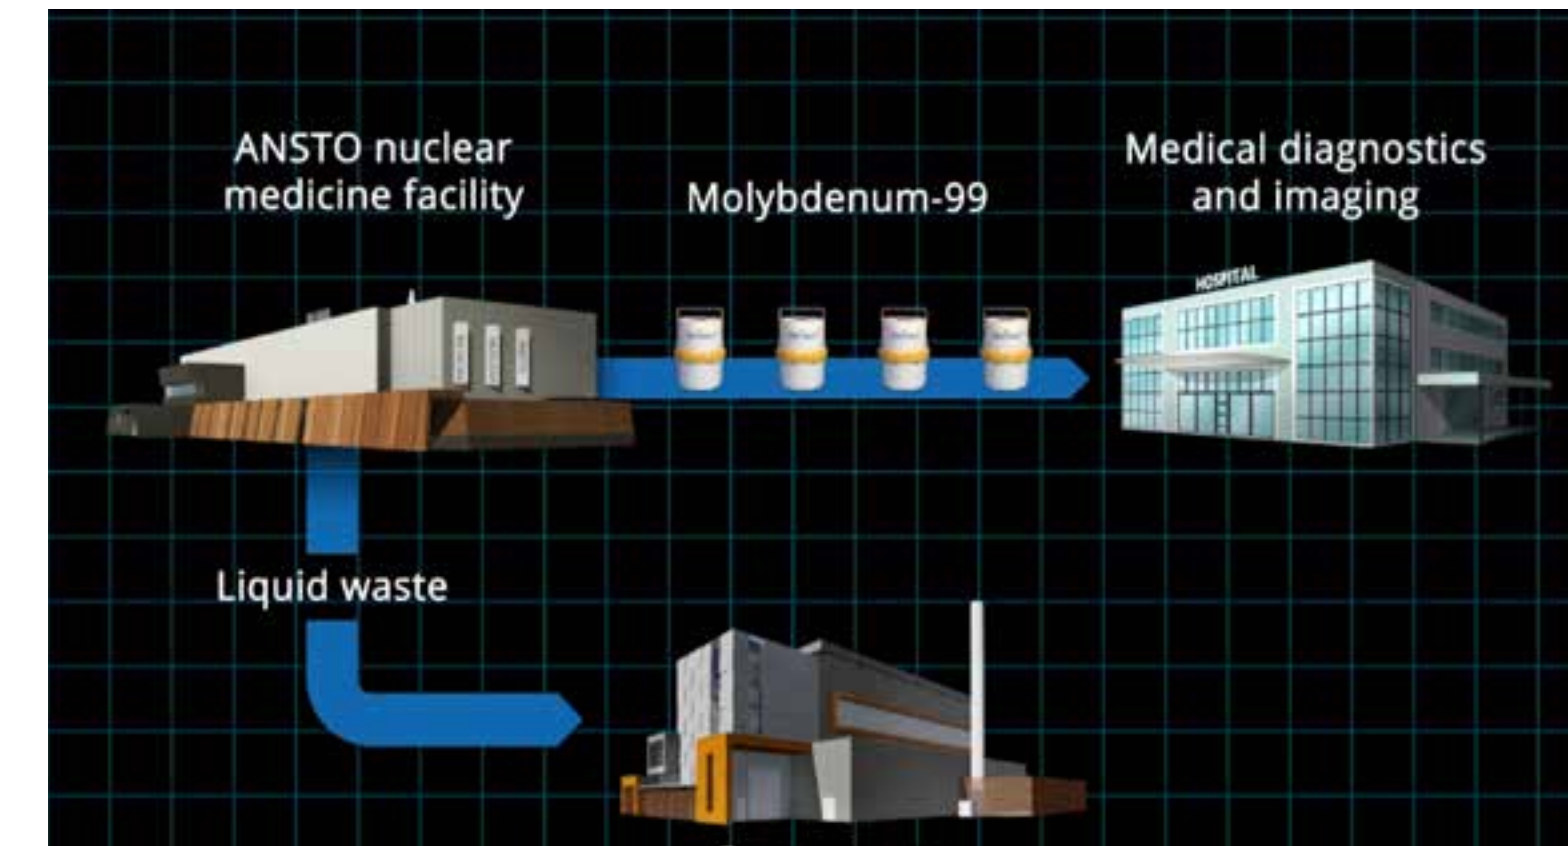 ANSTO nuclear
medicine facility
Molybdenum-99
Medical diagnostics
and imaging
HOSPITAL
Liquid waste